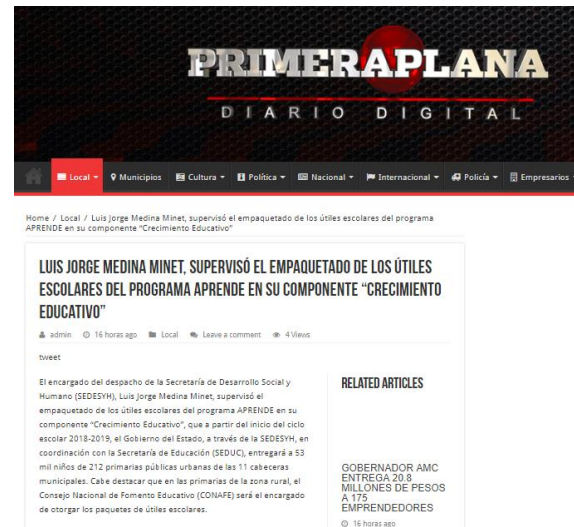 PRIMERAPLANA
DIARIO DIGITAL
Local
Municipios
Cultura
Política
Nacional
Internacional
Policía
Empresarios
Home / Local / Luis Jorge Medina Minet, supervisó el empaquetado de los útiles escolares del programa
APRENDE en su componente “Crecimiento Educativo”
LUIS JORGE MEDINA MINET, SUPERVISÓ EL EMPAQUETADO DE LOS ÚTILES
ESCOLARES DEL PROGRAMA APRENDE EN SU COMPONENTE “CRECIMIENTO
EDUCATIVO”
admin 16 horas ago Local Leave a comment 4 Views
tweet
El encargado del despacho de la Secretaría de Desarrollo Social y
Humano (SEDESYH), Luis Jorge Medina Minet, supervisó el
empaquetado de los útiles escolares del programa APRENDE en su
componente “Crecimiento Educativo”, que a partir del inicio del ciclo
escolar 2018-2019, el Gobierno del Estado, a través de la SEDESYH, en
coordinación con la Secretaría de Educación (SEDUC), entregará a 53
mil niños de 212 primarias públicas urbanas de las 11 cabeceras
municipales. Cabe destacar que en las primarias de la zona rural, el
Consejo Nacional de Fomento Educativo (CONAFE) será el encargado
de otorgar los paquetes de útiles escolares.
RELATED ARTICLES
GOBERNADOR AMC
ENTREGA 20.8
MILLONES DE PESOS
A 175
EMPRENDEDORES
16 horas ago